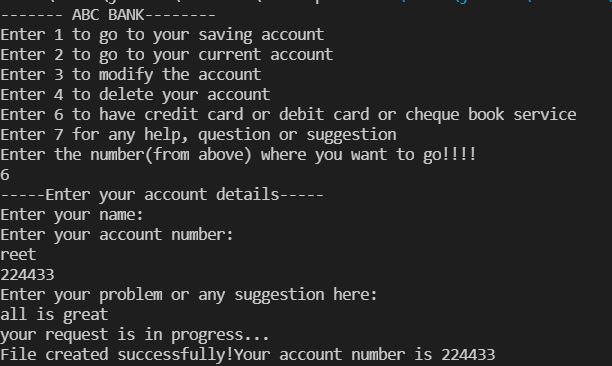 ------- ABC BANK--------
Enter 1 to go to your saving account
Enter 2 to go to your current account
Enter 3 to modify the account
Enter 4 to delete your account
Enter 6 to have credit card or debit card or cheque book service
Enter 7 for any help, question or suggestion
Enter the number(from above) where you want to go!!!!
6
-----Enter your account details-----
Enter your name:
Enter your account number:
reet
224433
Enter your problem or any suggestion here:
all is great
your request is in progress...
File created successfully!Your account number is 224433